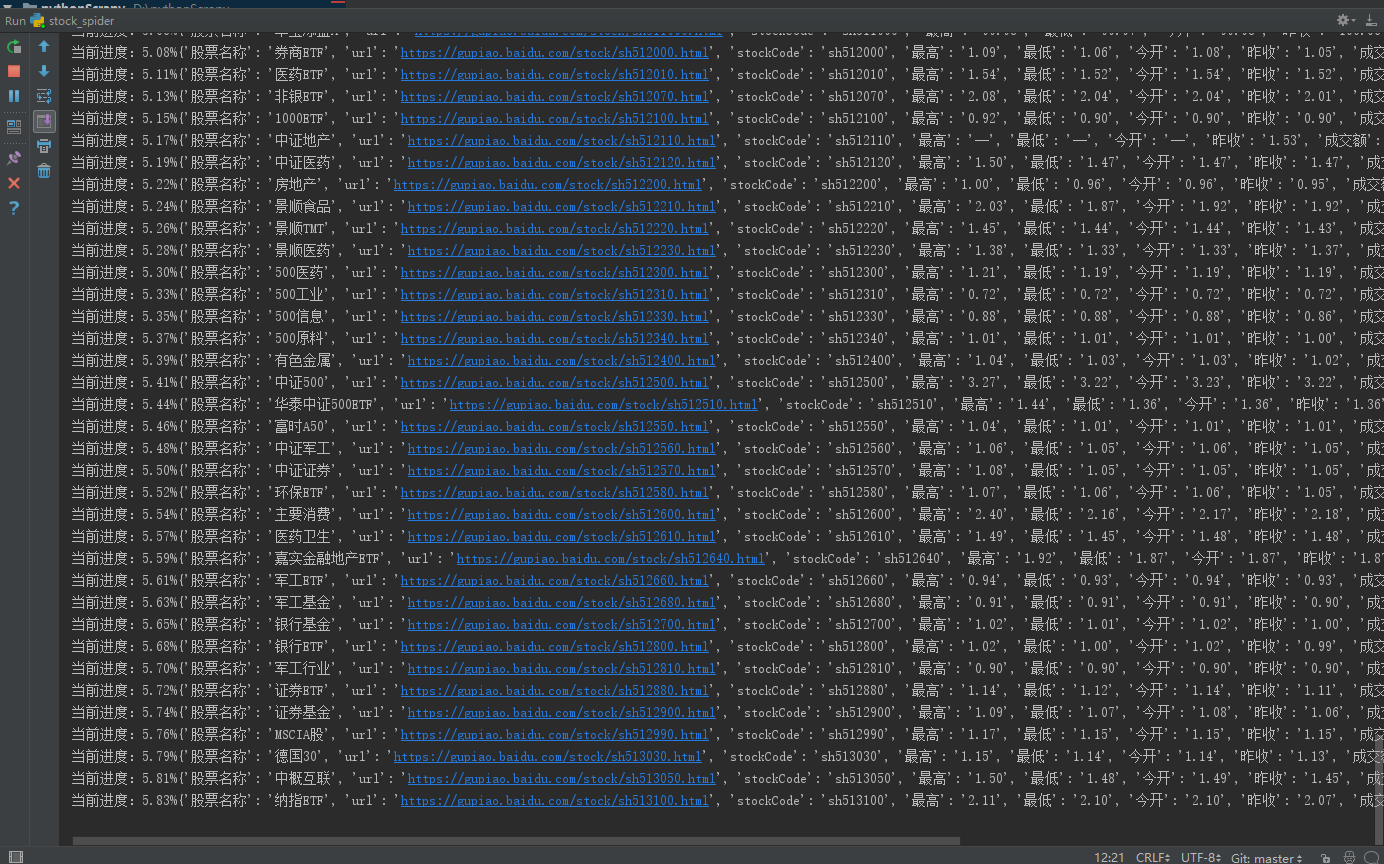 Run stock_spider
当前进度：5.08%{'股票名称': '券商ETF', 'url': 'https://gupiao.baidu.com/stock/sh512000.html', 'stockCode': 'sh512000', '最高': '1.09', '最低': '1.06', '今开': '1.08', '昨收': '1.05', '成交
当前进度：5.11%{'股票名称': '医药ETF', 'url': 'https://gupiao.baidu.com/stock/sh512010.html', 'stockCode': 'sh512010', '最高': '1.54', '最低': '1.52', '今开': '1.54', '昨收': '1.52', '成交
当前进度：5.13%{'股票名称': '非银ETF', 'url': 'https://gupiao.baidu.com/stock/sh512070.html', 'stockCode': 'sh512070', '最高': '2.08', '最低': '2.04', '今开': '2.04', '昨收': '2.01', '成交
当前进度：5.15%{'股票名称': '1000ETF', 'url': 'https://gupiao.baidu.com/stock/sh512100.html', 'stockCode': 'sh512100', '最高': '0.92', '最低': '0.90', '今开': '0.90', '昨收': '0.90', '成交
当前进度：5.17%{'股票名称': '中证地产', 'url': 'https://gupiao.baidu.com/stock/sh512110.html', 'stockCode': 'sh512110', '最高': '—', '最低': '—', '今开': '—', '昨收': '1.53', '成交额':
当前进度：5.19%{'股票名称': '中证医药', 'url': 'https://gupiao.baidu.com/stock/sh512120.html', 'stockCode': 'sh512120', '最高': '1.50', '最低': '1.47', '今开': '1.47', '昨收': '1.47', '成
当前进度：5.22%{'股票名称': '房地产', 'url': 'https://gupiao.baidu.com/stock/sh512200.html', 'stockCode': 'sh512200', '最高': '1.00', '最低': '0.96', '今开': '0.96', '昨收': '0.95', '成交
当前进度：5.24%{'股票名称': '景顺食品', 'url': 'https://gupiao.baidu.com/stock/sh512210.html', 'stockCode': 'sh512210', '最高': '2.03', '最低': '1.87', '今开': '1.92', '昨收': '1.92', '成
当前进度：5.26%{'股票名称': '景顺TMT', 'url': 'https://gupiao.baidu.com/stock/sh512220.html', 'stockCode': 'sh512220', '最高': '1.45', '最低': '1.44', '今开': '1.44', '昨收': '1.43', '成交
当前进度：5.28%{'股票名称': '景顺医药', 'url': 'https://gupiao.baidu.com/stock/sh512230.html', 'stockCode': 'sh512230', '最高': '1.38', '最低': '1.33', '今开': '1.33', '昨收': '1.37', '成
当前进度：5.30%{'股票名称': '500医药', 'url': 'https://gupiao.baidu.com/stock/sh512300.html', 'stockCode': 'sh512300', '最高': '1.21', '最低': '1.19', '今开': '1.19', '昨收': '1.19', '成交
当前进度：5.33%{'股票名称': '500工业', 'url': 'https://gupiao.baidu.com/stock/sh512310.html', 'stockCode': 'sh512310', '最高': '0.72', '最低': '0.72', '今开': '0.72', '昨收': '0.72', '成交
当前进度：5.35%{'股票名称': '500信息', 'url': 'https://gupiao.baidu.com/stock/sh512330.html', 'stockCode': 'sh512330', '最高': '0.88', '最低': '0.88', '今开': '0.88', '昨收': '0.86', '成交
当前进度：5.37%{'股票名称': '500原料', 'url': 'https://gupiao.baidu.com/stock/sh512340.html', 'stockCode': 'sh512340', '最高': '1.01', '最低': '1.01', '今开': '1.01', '昨收': '1.00', '成交
当前进度：5.39%{'股票名称': '有色金属', 'url': 'https://gupiao.baidu.com/stock/sh512400.html', 'stockCode': 'sh512400', '最高': '1.04', '最低': '1.03', '今开': '1.03', '昨收': '1.02', '成
当前进度：5.41%{'股票名称': '中证500', 'url': 'https://gupiao.baidu.com/stock/sh512500.html', 'stockCode': 'sh512500', '最高': '3.27', '最低': '3.22', '今开': '3.23', '昨收': '3.22', '成交
当前进度：5.44%{'股票名称': '华泰中证500ETF', 'url': 'https://gupiao.baidu.com/stock/sh512510.html', 'stockCode': 'sh512510', '最高': '1.44', '最低': '1.36', '今开': '1.36', '昨收': '1.36'
当前进度：5.46%{'股票名称': '富时A50', 'url': 'https://gupiao.baidu.com/stock/sh512550.html', 'stockCode': 'sh512550', '最高': '1.04', '最低': '1.01', '今开': '1.01', '昨收': '1.01', '成交
当前进度：5.48%{'股票名称': '中证军工', 'url': 'https://gupiao.baidu.com/stock/sh512560.html', 'stockCode': 'sh512560', '最高': '1.06', '最低': '1.05', '今开': '1.06', '昨收': '1.05', '成
当前进度：5.50%{'股票名称': '中证证券', 'url': 'https://gupiao.baidu.com/stock/sh512570.html', 'stockCode': 'sh512570', '最高': '1.08', '最低': '1.05', '今开': '1.05', '昨收': '1.05', '成
当前进度：5.52%{'股票名称': '环保ETF', 'url': 'https://gupiao.baidu.com/stock/sh512580.html', 'stockCode': 'sh512580', '最高': '1.07', '最低': '1.06', '今开': '1.06', '昨收': '1.05', '成交
当前进度：5.54%{'股票名称': '主要消费', 'url': 'https://gupiao.baidu.com/stock/sh512600.html', 'stockCode': 'sh512600', '最高': '2.40', '最低': '2.16', '今开': '2.17', '昨收': '2.18', '成
当前进度：5.57%{'股票名称': '医药卫生', 'url': 'https://gupiao.baidu.com/stock/sh512610.html', 'stockCode': 'sh512610', '最高': '1.49', '最低': '1.45', '今开': '1.48', '昨收': '1.48', '成
当前进度：5.59%{'股票名称': '嘉实金融地产ETF', 'url': 'https://gupiao.baidu.com/stock/sh512640.html', 'stockCode': 'sh512640', '最高': '1.92', '最低': '1.87', '今开': '1.87', '昨收': '1.8
当前进度：5.61%{'股票名称': '军工ETF', 'url': 'https://gupiao.baidu.com/stock/sh512660.html', 'stockCode': 'sh512660', '最高': '0.94', '最低': '0.93', '今开': '0.94', '昨收': '0.93', '成交
当前进度：5.63%{'股票名称': '军工基金', 'url': 'https://gupiao.baidu.com/stock/sh512680.html', 'stockCode': 'sh512680', '最高': '0.91', '最低': '0.91', '今开': '0.91', '昨收': '0.90', '成
当前进度：5.65%{'股票名称': '银行基金', 'url': 'https://gupiao.baidu.com/stock/sh512700.html', 'stockCode': 'sh512700', '最高': '1.02', '最低': '1.01', '今开': '1.02', '昨收': '1.00', '成
当前进度：5.68%{'股票名称': '银行ETF', 'url': 'https://gupiao.baidu.com/stock/sh512800.html', 'stockCode': 'sh512800', '最高': '1.02', '最低': '1.00', '今开': '1.02', '昨收': '0.99', '成交
当前进度：5.70%{'股票名称': '军工行业', 'url': 'https://gupiao.baidu.com/stock/sh512810.html', 'stockCode': 'sh512810', '最高': '0.90', '最低': '0.90', '今开': '0.90', '昨收': '0.90', '成
当前进度：5.72%{'股票名称': '证券ETF', 'url': 'https://gupiao.baidu.com/stock/sh512880.html', 'stockCode': 'sh512880', '最高': '1.14', '最低': '1.12', '今开': '1.14', '昨收': '1.11', '成交
当前进度：5.74%{'股票名称': '证券基金', 'url': 'https://gupiao.baidu.com/stock/sh512900.html', 'stockCode': 'sh512900', '最高': '1.09', '最低': '1.07', '今开': '1.08', '昨收': '1.06', '成
当前进度：5.76%{'股票名称': 'MSCIA股', 'url': 'https://gupiao.baidu.com/stock/sh512990.html', 'stockCode': 'sh512990', '最高': '1.17', '最低': '1.15', '今开': '1.15', '昨收': '1.15', '成交
当前进度：5.79%{'股票名称': '德国30', 'url': 'https://gupiao.baidu.com/stock/sh513030.html', 'stockCode': 'sh513030', '最高': '1.15', '最低': '1.14', '今开': '1.14', '昨收': '1.13', '成交
当前进度：5.81%{'股票名称': '中概互联', 'url': 'https://gupiao.baidu.com/stock/sh513050.html', 'stockCode': 'sh513050', '最高': '1.50', '最低': '1.48', '今开': '1.49', '昨收': '1.45', '成
当前进度：5.83%{'股票名称': '纳指ETF', 'url': 'https://gupiao.baidu.com/stock/sh513100.html', 'stockCode': 'sh513100', '最高': '2.11', '最低': '2.10', '今开': '2.10', '昨收': '2.07', '成交
12:21 CRLF UTF-8 Git: master